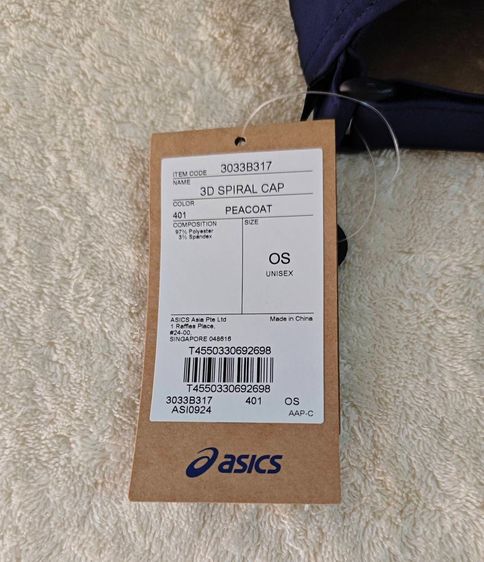 ITEM CODE 3033B317
NAME
3D SPIRAL CAP
COLOR
401 PEACOAT
COMPOSITION
97% Polyester
3% Spandex
SIZE
OS
UNISEX
ASICS Asia Pte Ltd
1 Raffles Place,
#24-00,
SINGAPORE 048616
Made in China
T4550330692698
T4550330692698
3033B317 401 OS
ASI0924 AAP-C
asics